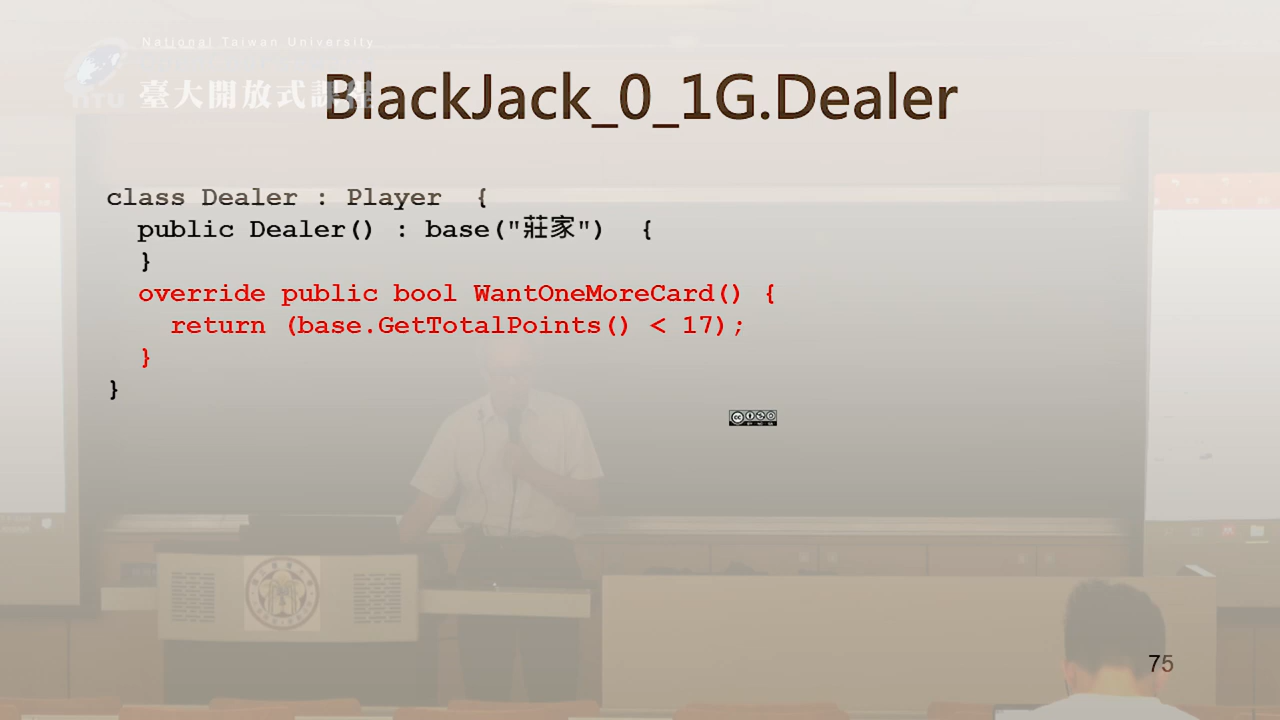 National Taiwan University
臺大開放式課程
NTU
BlackJack_0_1G.Dealer
class Dealer : Player {
public Dealer() : base("莊家") {
}
override public bool WantOneMoreCard() {
return (base.GetTotalPoints() < 17);
}
}
75